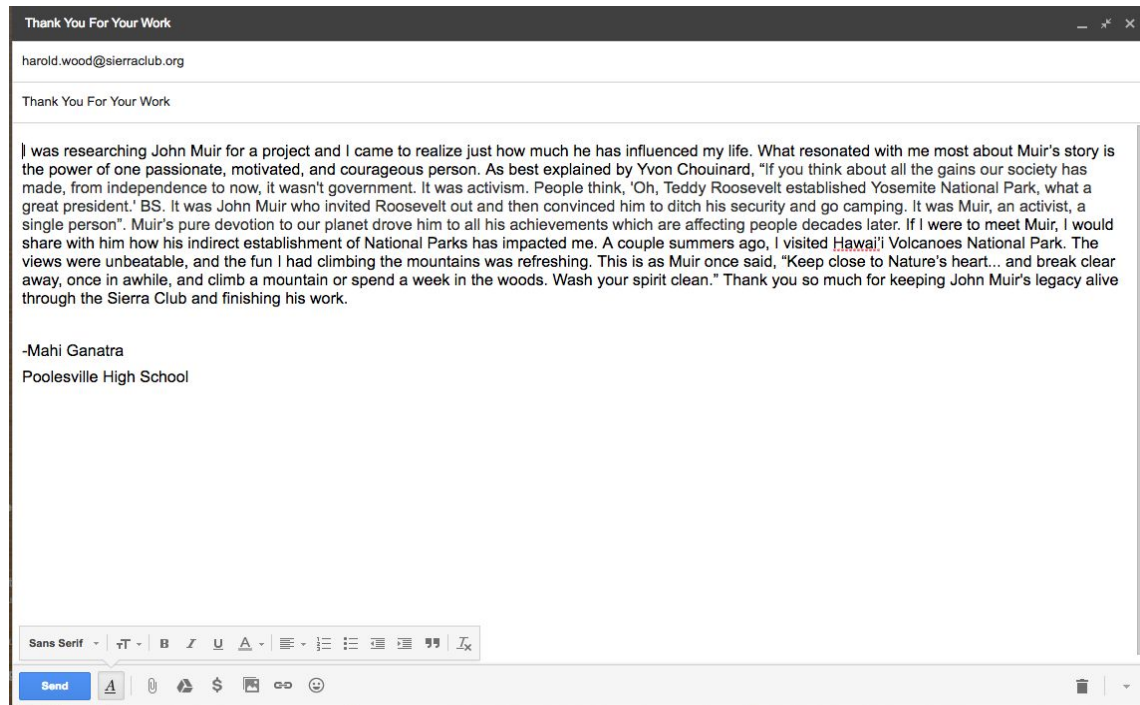 Thank You For Your Work
harold.wood@sierraclub.org
Thank You For Your Work
I was researching John Muir for a project and I came to realize just how much he has influenced my life. What resonated with me most about Muir's story is
the power of one passionate, motivated, and courageous person. As best explained by Yvon Chouinard, “If you think about all the gains our society has
made, from independence to now, it wasn't government. It was activism. People think, 'Oh, Teddy Roosevelt established Yosemite National Park, what a
great president.' BS. It was John Muir who invited Roosevelt out and then convinced him to ditch his security and go camping. It was Muir, an activist, a
single person”. Muir's pure devotion to our planet drove him to all his achievements which are affecting people decades later. If I were to meet Muir, I would
share with him how his indirect establishment of National Parks has impacted me. A couple summers ago, I visited Hawai'i Volcanoes National Park. The
views were unbeatable, and the fun I had climbing the mountains was refreshing. This is as Muir once said, “Keep close to Nature's heart... and break clear
away, once in awhile, and climb a mountain or spend a week in the woods. Wash your spirit clean.” Thank you so much for keeping John Muir's legacy alive
through the Sierra Club and finishing his work.
-Mahi Ganatra
Poolesville High School
Sans Serif
Send